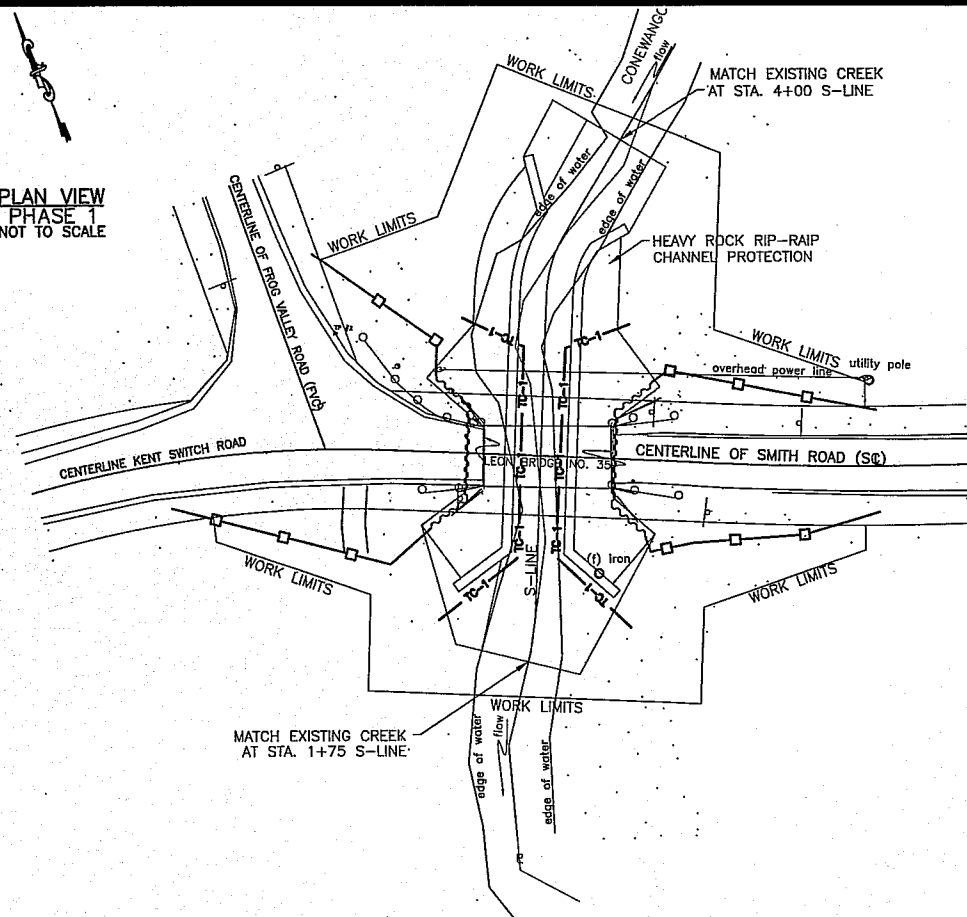 CONEWANGO
flow
WORK LIMITS
MATCH EXISTING CREEK
AT STA. 4+00 S-LINE
PLAN VIEW
PHASE 1
NOT TO SCALE
CENTERLINE OF FROG VALLEY ROAD (FVC)
edge of water
edge of water
WORK LIMITS
HEAVY ROCK RIP-RAIP
CHANNEL PROTECTION
TC-1
TC-1
WORK LIMITS
utility pole
overhead power line
TC-1
TC-1
CENTERLINE KENT SWITCH ROAD
LEON BRIDGE NO. 35
CENTERLINE OF SMITH ROAD (S℄)
TC-1
TC-1
TC-1
TC-1
S-LINE
(f) iron
WORK LIMITS
TC-1
TC-1
WORK LIMITS
WORK LIMITS
MATCH EXISTING CREEK
AT STA. 1+75 S-LINE
edge of water
flow
edge of water